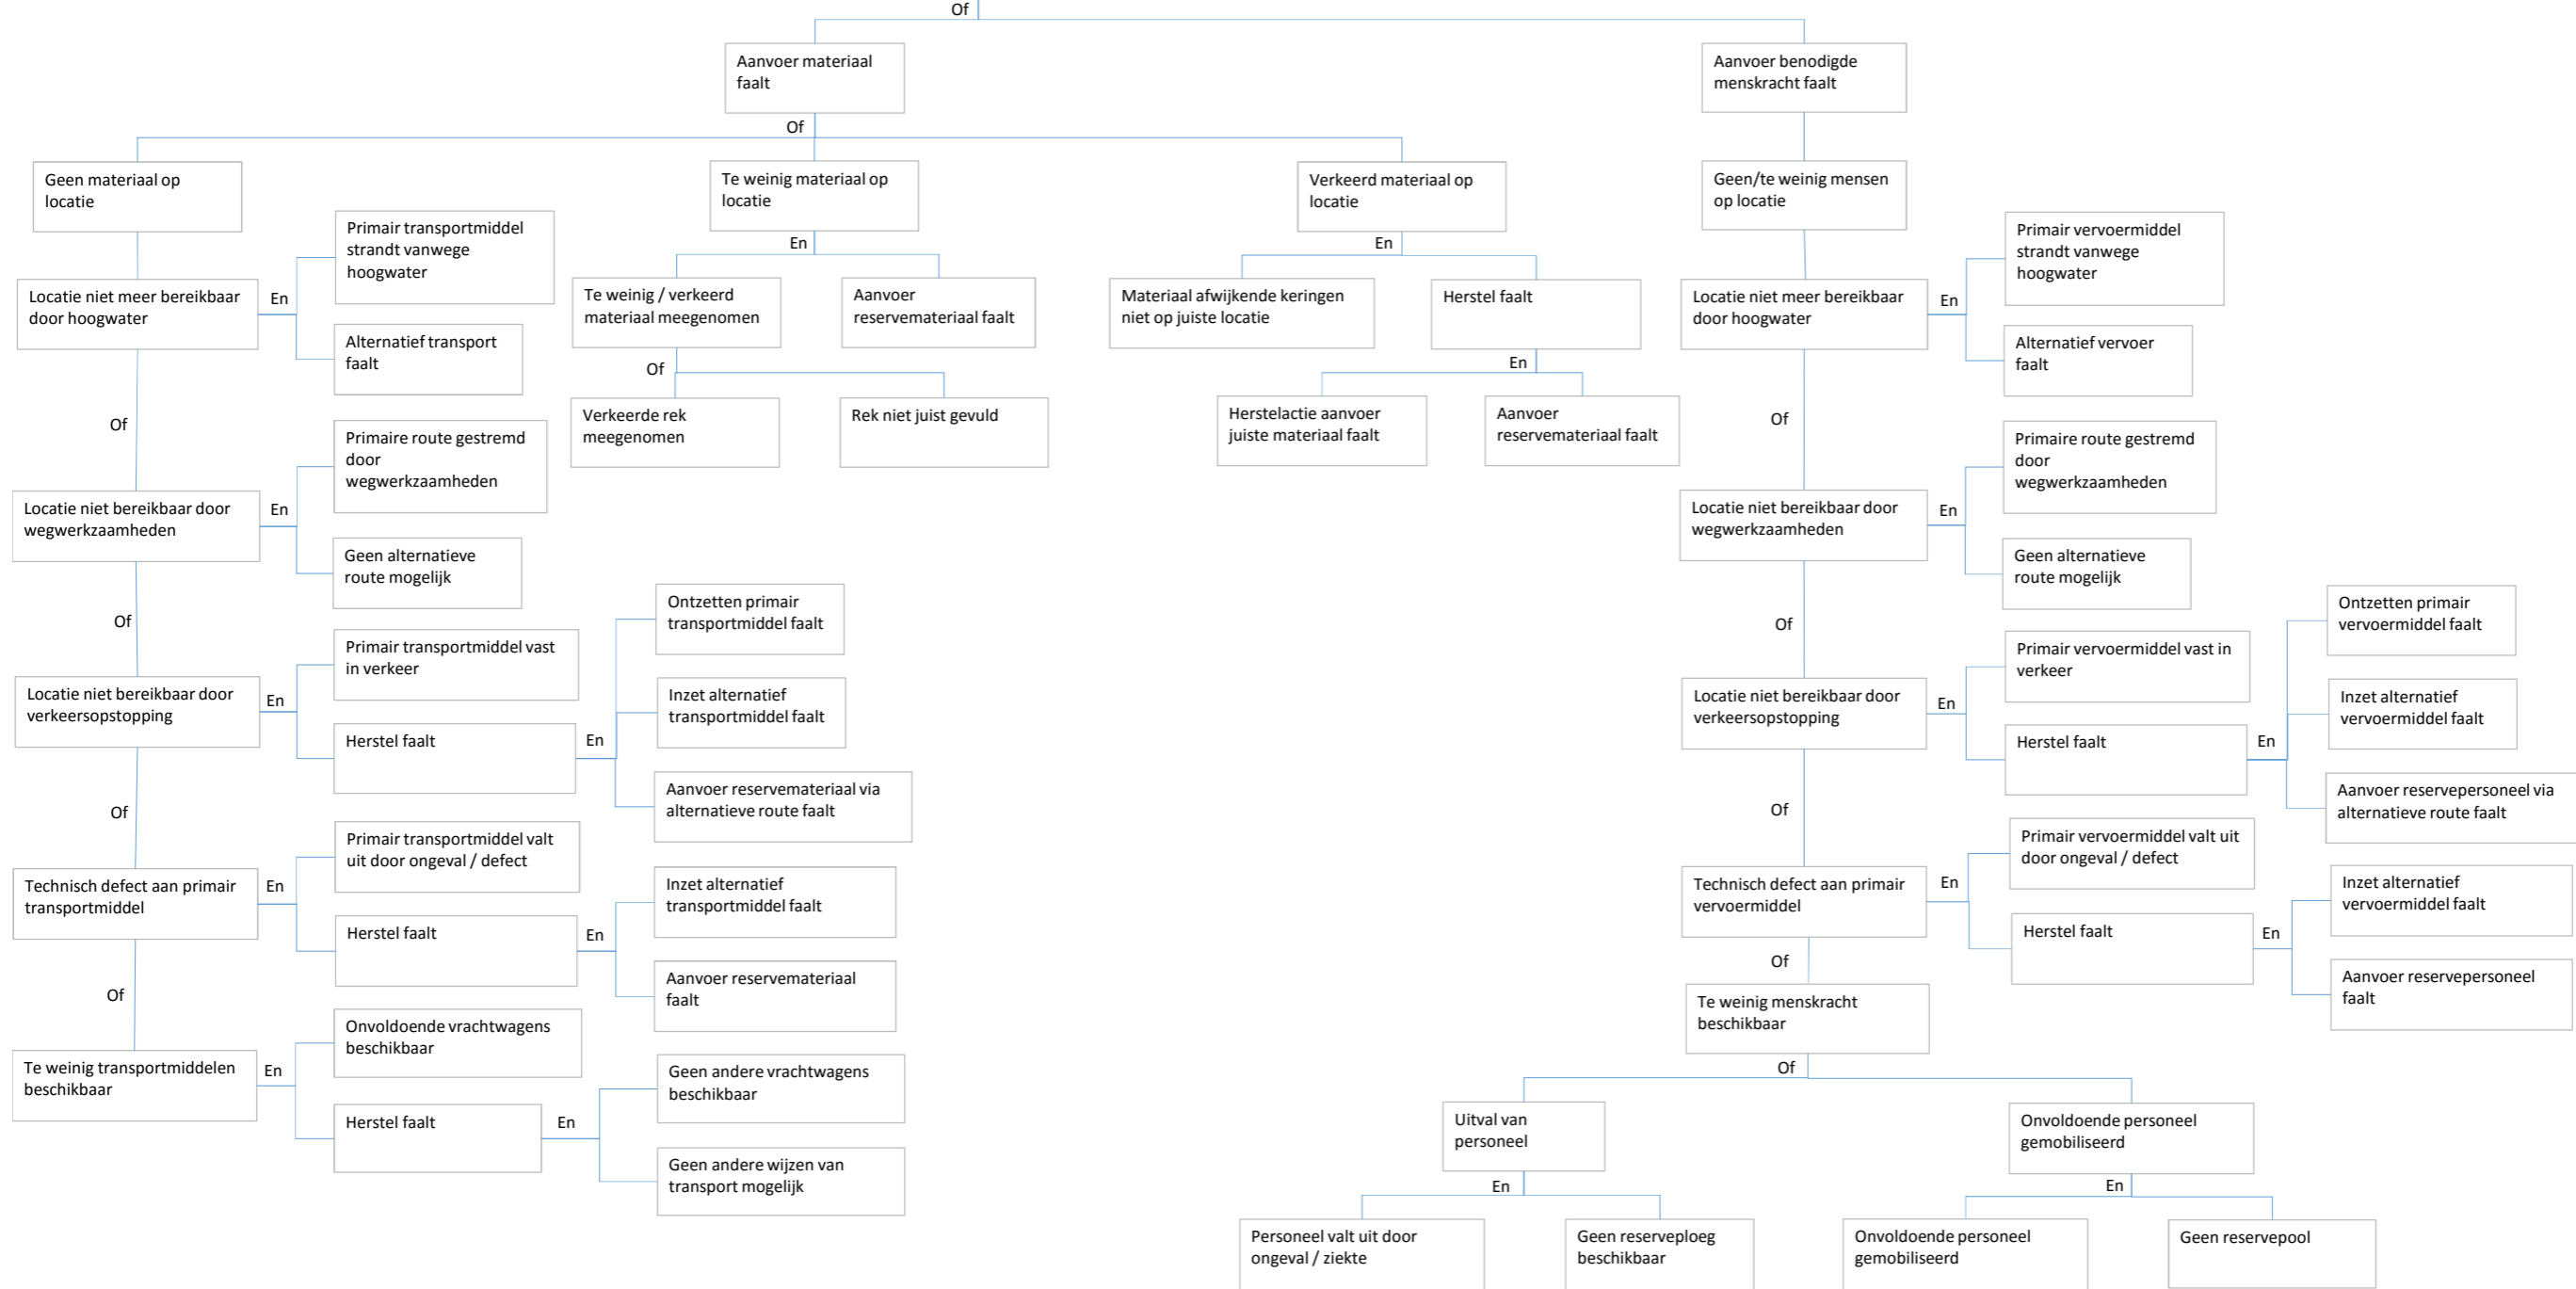 Of
Aanvoer materiaal
faalt
Aanvoer benodigde
menskracht faalt
Of
Geen materiaal op
locatie
Te weinig materiaal op
locatie
Verkeerd materiaal op
locatie
Geen/te weinig mensen
op locatie
Primair transportmiddel
strandt vanwege
hoogwater
En
En
Primair vervoermiddel
strandt vanwege
hoogwater
Locatie niet meer bereikbaar
door hoogwater
En
Te weinig / verkeerd
materiaal meegenomen
Aanvoer
reservemateriaal faalt
Materiaal afwijkende keringen
niet op juiste locatie
Herstel faalt
Locatie niet meer bereikbaar
door hoogwater
En
Alternatief transport
faalt
Alternatief vervoer
faalt
Of
En
Verkeerde rek
meegenomen
Rek niet juist gevuld
Herstelactie aanvoer
juiste materiaal faalt
Aanvoer
reservemateriaal faalt
Of
Of
Primaire route gestremd
door
wegwerkzaamheden
Primaire route gestremd
door
wegwerkzaamheden
Locatie niet bereikbaar door
wegwerkzaamheden
En
Locatie niet bereikbaar door
wegwerkzaamheden
En
Geen alternatieve
route mogelijk
Geen alternatieve
route mogelijk
Ontzetten primair
transportmiddel faalt
Ontzetten primair
vervoermiddel faalt
Of
Of
Primair transportmiddel vast
in verkeer
Primair vervoermiddel vast in
verkeer
Locatie niet bereikbaar door
verkeersopstopping
En
Inzet alternatief
transportmiddel faalt
Locatie niet bereikbaar door
verkeersopstopping
En
Inzet alternatief
vervoermiddel faalt
Herstel faalt
En
Herstel faalt
En
Aanvoer reservemateriaal via
alternatieve route faalt
Aanvoer reservepersoneel via
alternatieve route faalt
Of
Of
Primair transportmiddel valt
uit door ongeval / defect
Primair vervoermiddel valt uit
door ongeval / defect
Technisch defect aan primair
transportmiddel
En
Inzet alternatief
transportmiddel faalt
Technisch defect aan primair
vervoermiddel
En
Inzet alternatief
vervoermiddel faalt
Herstel faalt
En
Herstel faalt
En
Aanvoer reservemateriaal
faalt
Aanvoer reservepersoneel
faalt
Of
Of
Te weinig menskracht
beschikbaar
Onvoldoende vrachtwagens
beschikbaar
Te weinig transportmiddelen
beschikbaar
En
Geen andere vrachtwagens
beschikbaar
Of
Herstel faalt
En
Uitval van
personeel
Onvoldoende personeel
gemobiliseerd
Geen andere wijzen van
transport mogelijk
En
En
Personeel valt uit door
ongeval / ziekte
Geen reserveploeg
beschikbaar
Onvoldoende personeel
gemobiliseerd
Geen reservepool